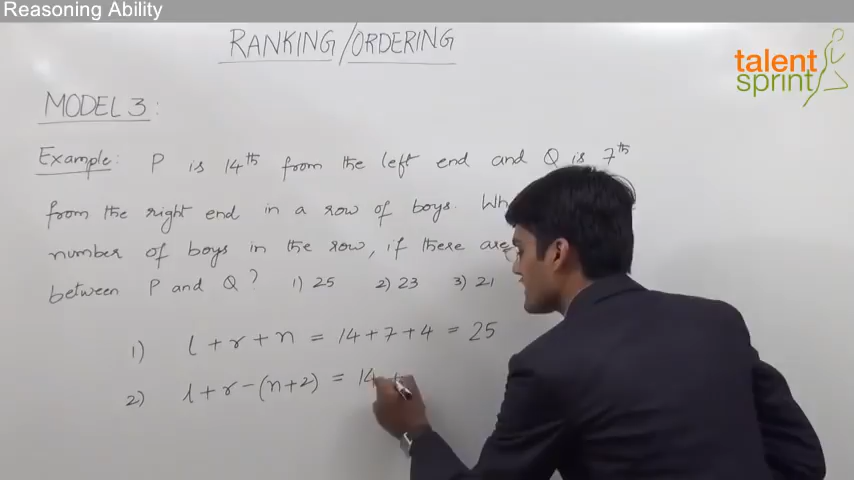 Reasoning Ability
RANKING/ORDERING
talent
sprint
MODEL 3:
Example: P is 14th from the left end and Q is 7th
from the right end in a row of boys.
number of boys in the row, if there are
between P and Q? 1) 25 2) 23 3) 21
1) l + r + n = 14 + 7 + 4 = 25
2) l + r - (n+2) = 14 +